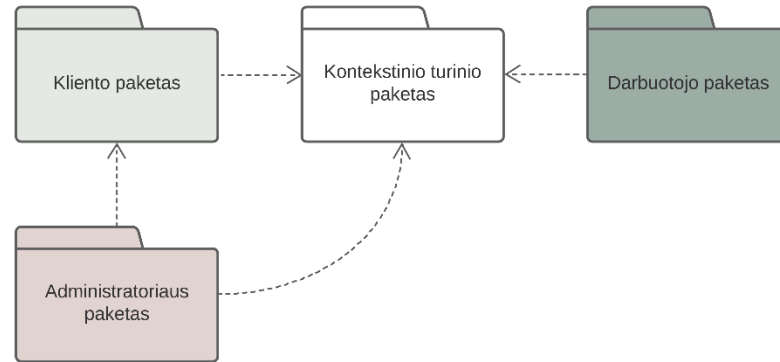 Kliento paketas
Kontekstinio turinio
paketas
Darbuotojo paketas
Administratoriaus
paketas